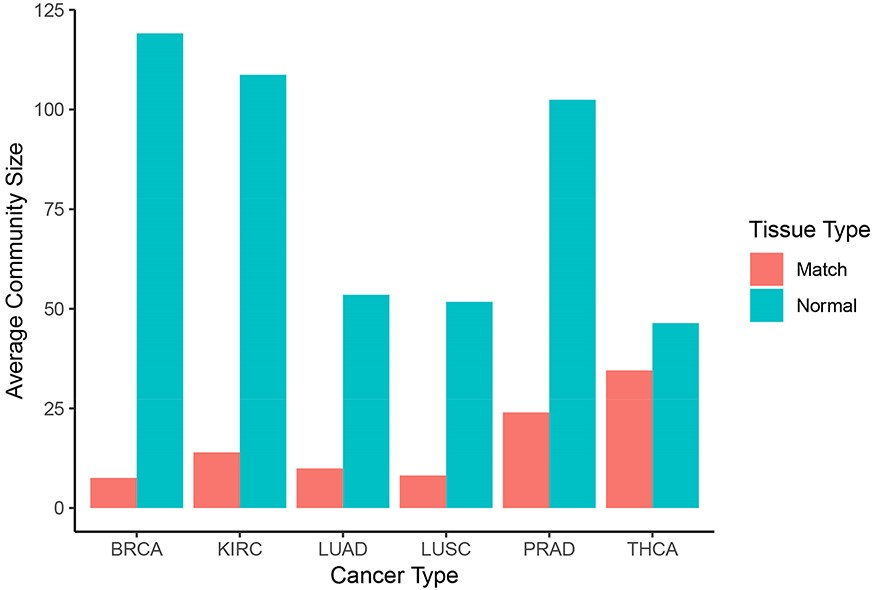 Average Community Size
125
100
75
50
25
0
BRCA
KIRC
LUAD
LUSC
PRAD
THCA
Cancer Type
Tissue Type
Match
Normal